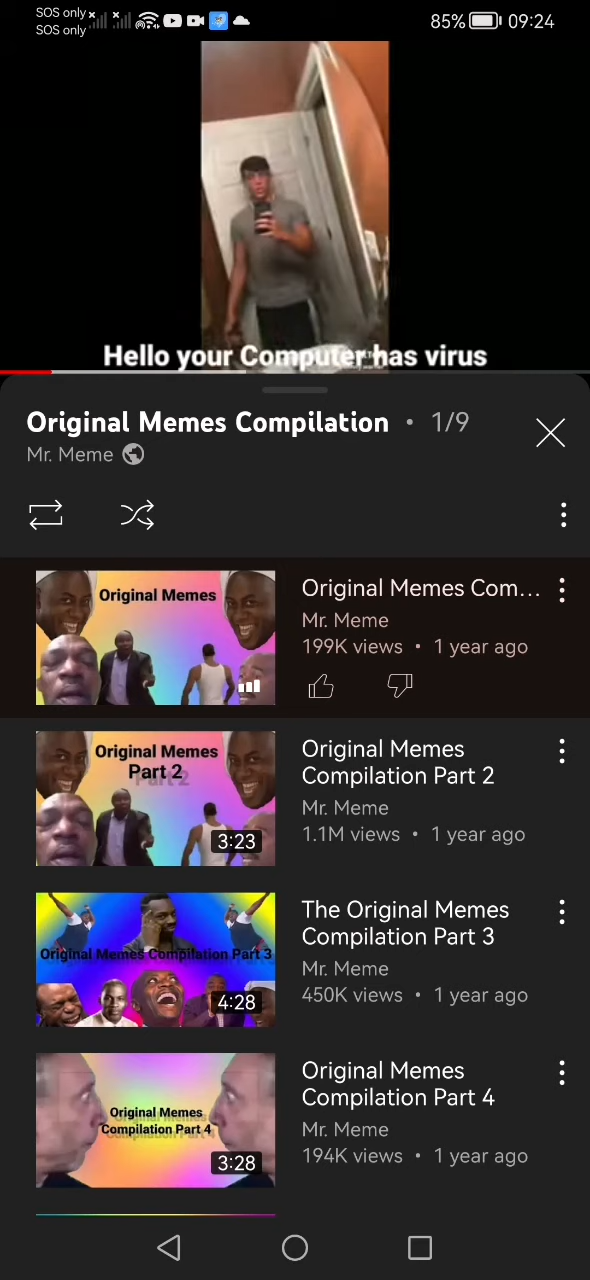 SOS only
SOS only
85% 09:24
Hello your Computer has virus
Original Memes Compilation • 1/9
Mr. Meme
Original Memes
Original Memes Com...
Mr. Meme
199K views • 1 year ago
Original Memes
Part 2
3:23
Original Memes
Compilation Part 2
Mr. Meme
1.1M views • 1 year ago
Original Memes Compilation Part 3
4:28
The Original Memes
Compilation Part 3
Mr. Meme
450K views • 1 year ago
Original Memes
Compilation Part 4
3:28
Original Memes
Compilation Part 4
Mr. Meme
194K views • 1 year ago